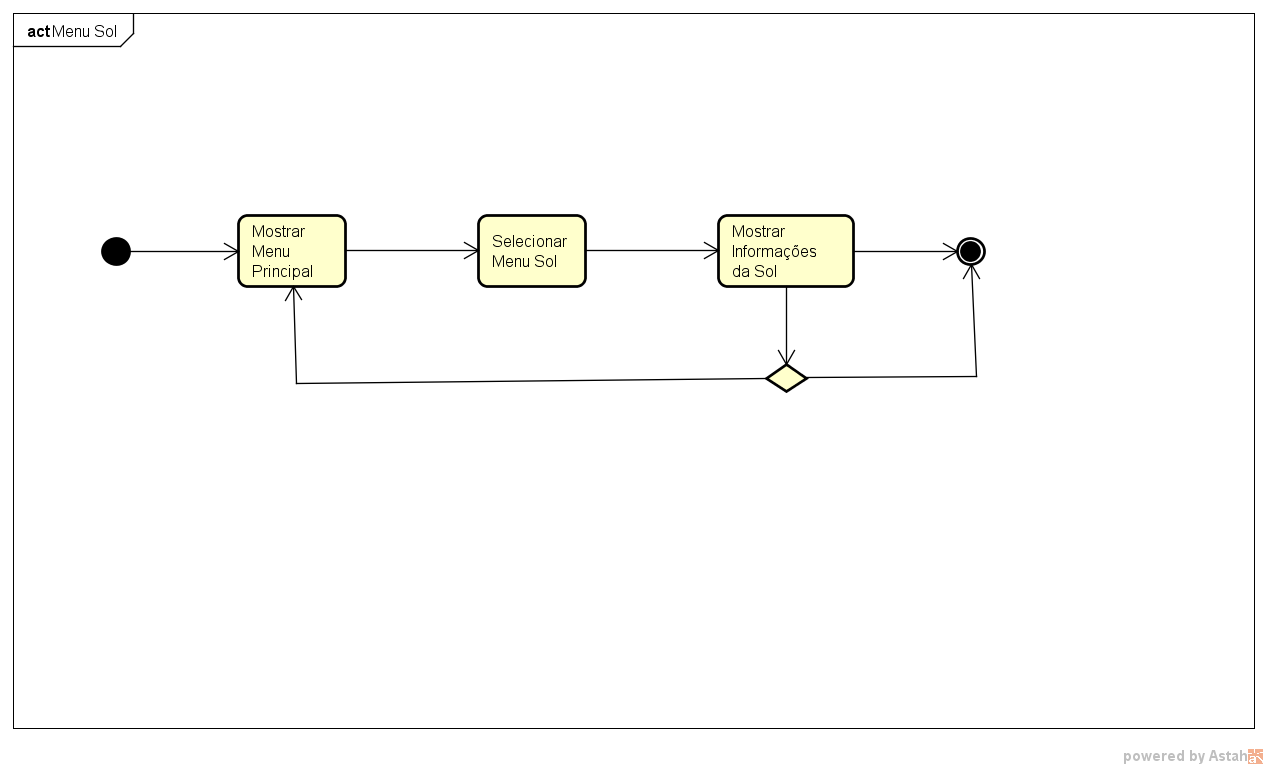 act Menu Sol
Mostrar
Menu
Principal
Selecionar
Menu Sol
Mostrar
Informações
da Sol
powered by Astah